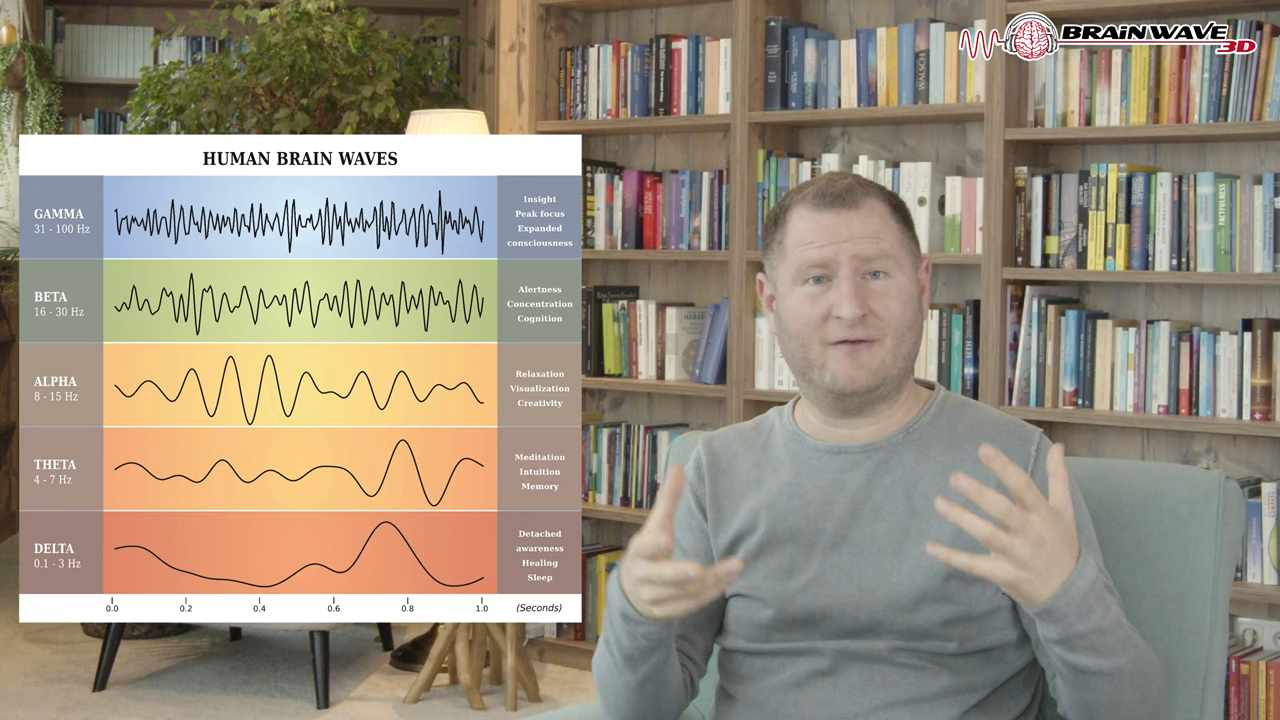 BRAINWAVE
3D
HUMAN BRAIN WAVES
GAMMA
31 - 100 Hz
Insight
Peak focus
Expanded
consciousness
BETA
16 - 30 Hz
Alertness
Concentration
Cognition
ALPHA
8 - 15 Hz
Relaxation
Visualization
Creativity
THETA
4 - 7 Hz
Meditation
Intuition
Memory
DELTA
0.1 - 3 Hz
Detached
awareness
Healing
Sleep
0.0 0.2 0.4 0.6 0.8 1.0 (Seconds)
WALSCH
FACTFULNESS